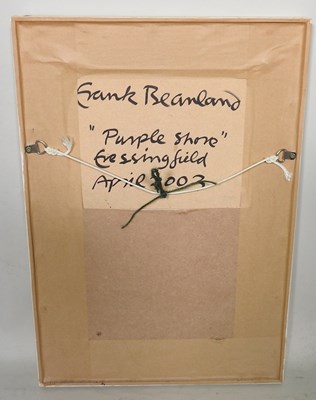 Frank Beanland
"Purple Shore"
Fressingfield
April 2003